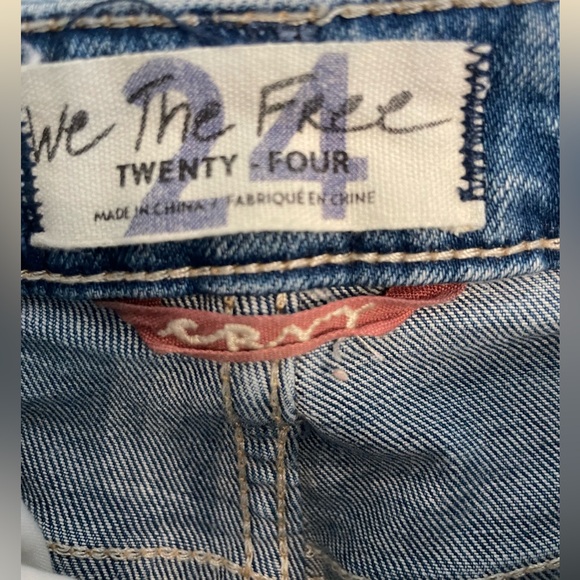 24
We The Free
TWENTY - FOUR
MADE IN CHINA / FABRIQUÉ EN CHINE
CRVY